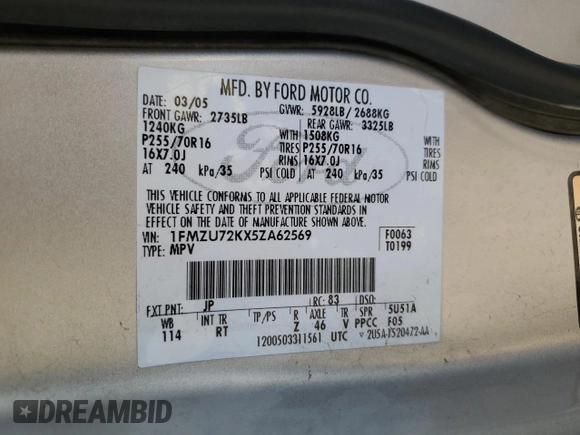 MFD. BY FORD MOTOR CO.
DATE: 03/05 GVWR: 5928LB/ 2688KG
FRONT GAWR: 2735LB REAR GAWR: 3325LB
1240KG WITH 1508KG WITH
P255/70R16 TIRES P255/70R16 TIRES
16X7.0J RIMS 16X7.0J RIMS
AT 240 kPa/35 PSI COLD AT 240 kPa/35 PSI COLD
Ford
THIS VEHICLE CONFORMS TO ALL APPLICABLE FEDERAL MOTOR
VEHICLE SAFETY AND THEFT PREVENTION STANDARDS IN
EFFECT ON THE DATE OF MANUFACTURE SHOWN ABOVE.
VIN: 1FMZU72KX5ZA62569 F0063
TYPE: MPV T0199
EXT PNT: JP RC: 83 DSO:
WB INT TR TP/PS R AXLE TR SPR 5U51A
114 RT Z 46 V PPCC F05
1200503311561 UTC 2U5A-1520472-AA
DREAMBID